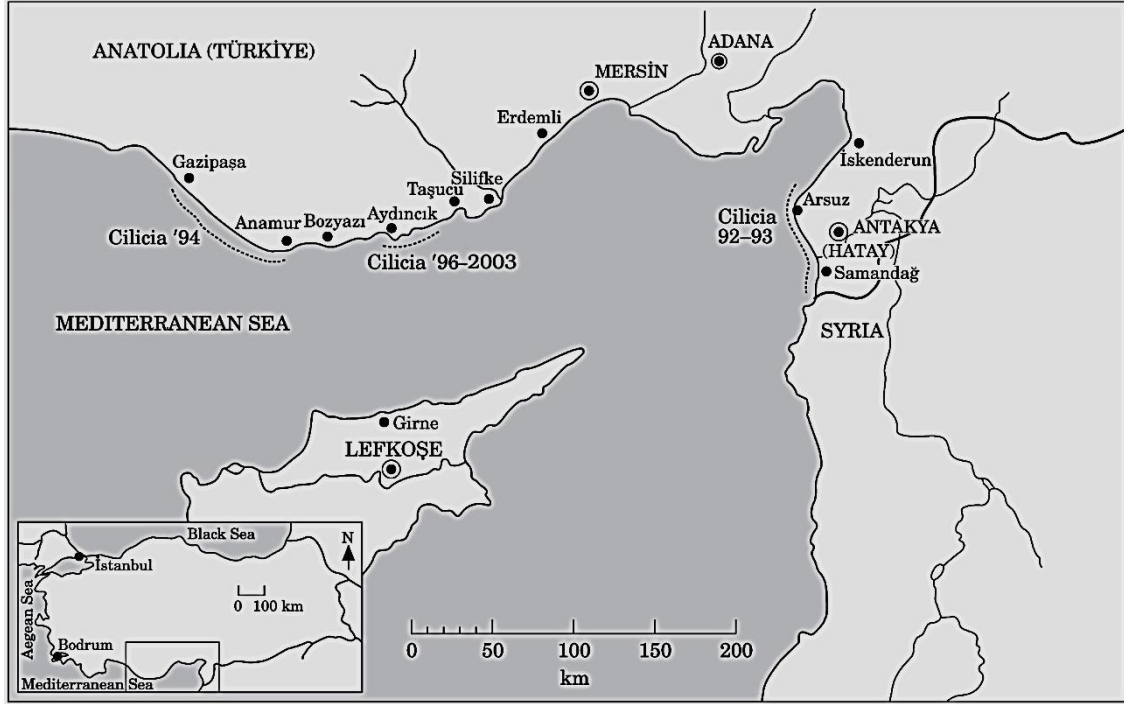 ANATOLIA (TÜRKİYE)
ADANA
MERSİN
Erdemli
Gazipaşa
Silifke
Taşucu
İskenderun
Anamur
Bozyazı
Aydıncık
Arsuz
Cilicia '94
Cilicia '96–2003
Cilicia
92–93
ANTAKYA
(HATAY)
Samandağ
MEDITERRANEAN SEA
SYRIA
Girne
LEFKOŞE
Black Sea
N
İstanbul
Aegean Sea
0 100 km
Bodrum
Mediterranean Sea
0 50 100 150 200
km